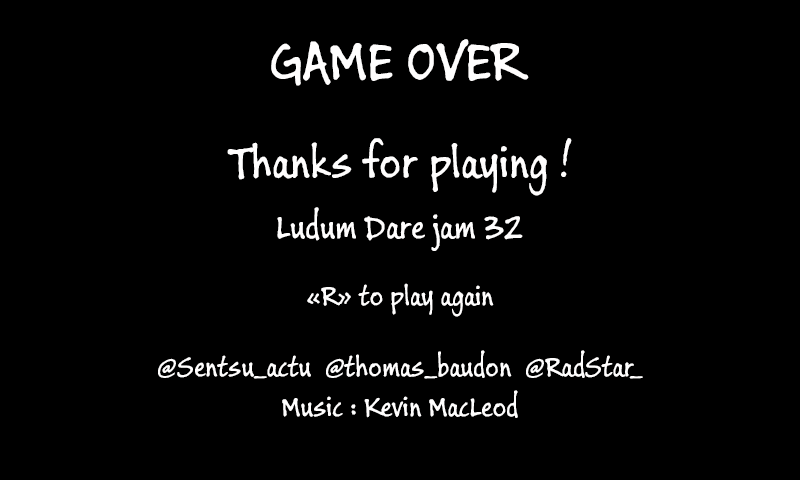 GAME OVER
Thanks for playing !
Ludum Dare jam 32
«R» to play again
@Sentsu_actu @thomas_baudon @RadStar_
Music : Kevin MacLeod